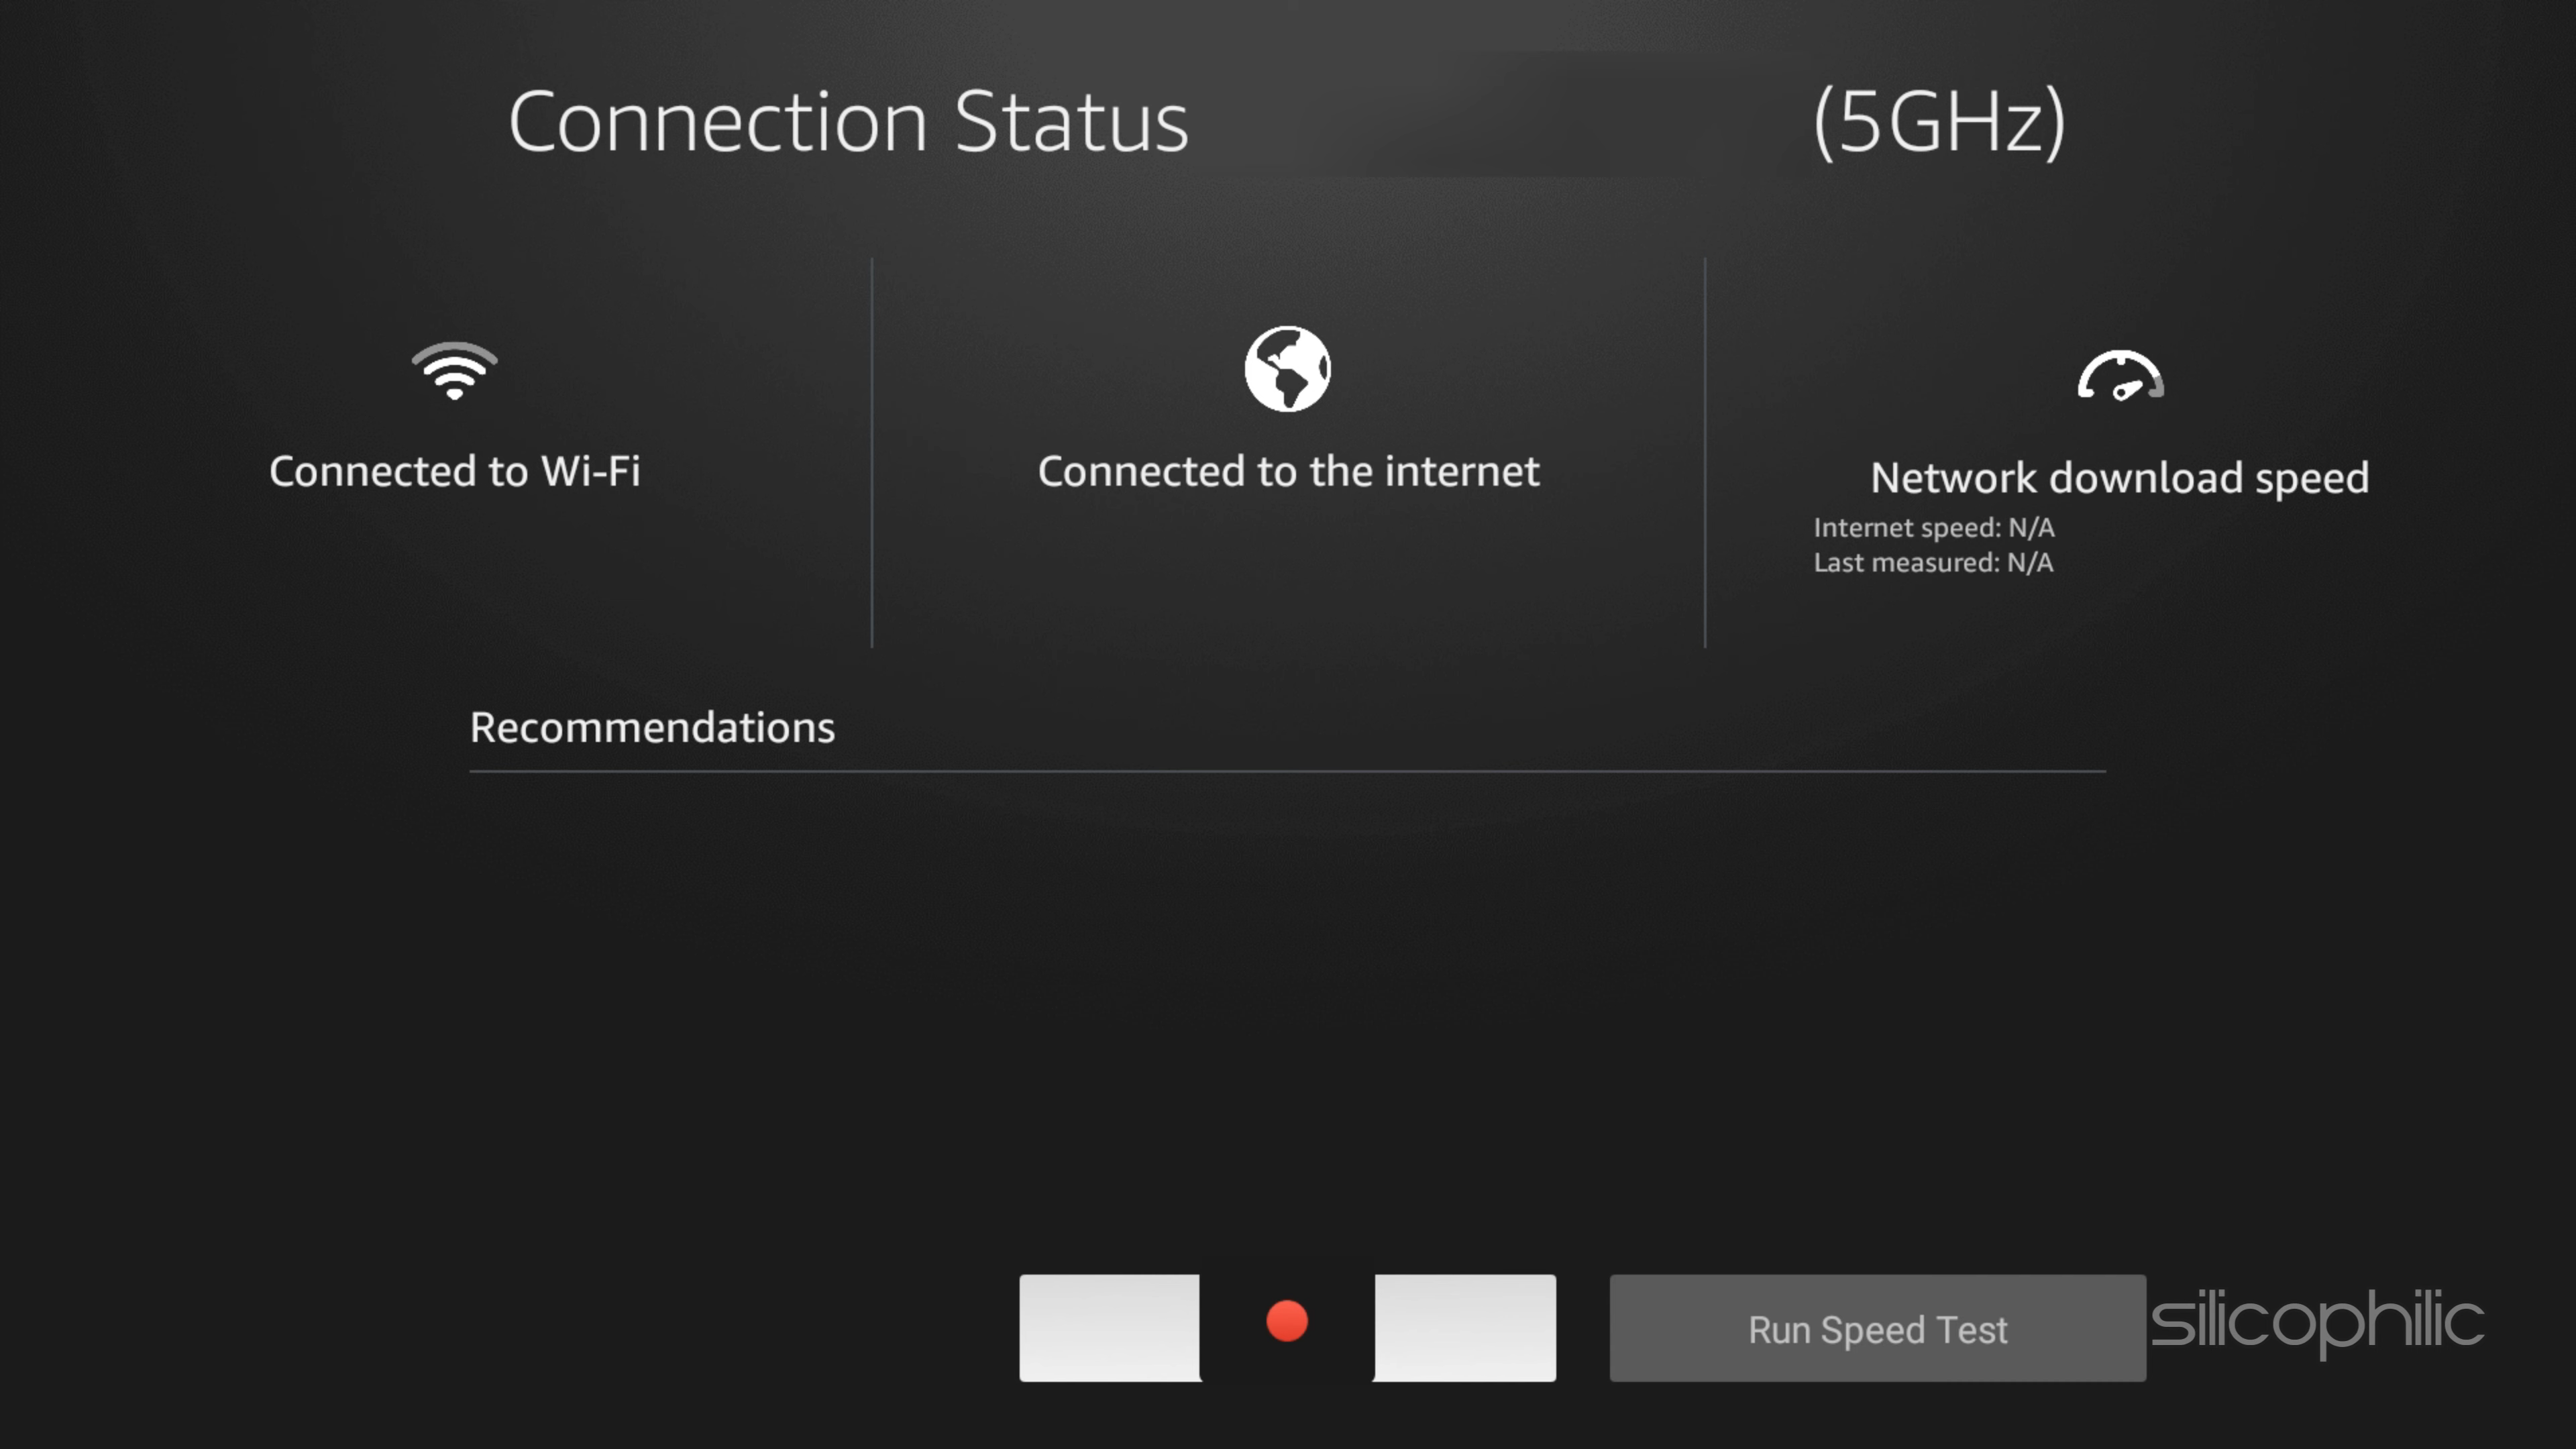 Connection Status (5GHz)
Connected to Wi-Fi
Connected to the internet
Network download speed
Internet speed: N/A
Last measured: N/A
Recommendations
Run Speed Test
silicophilic